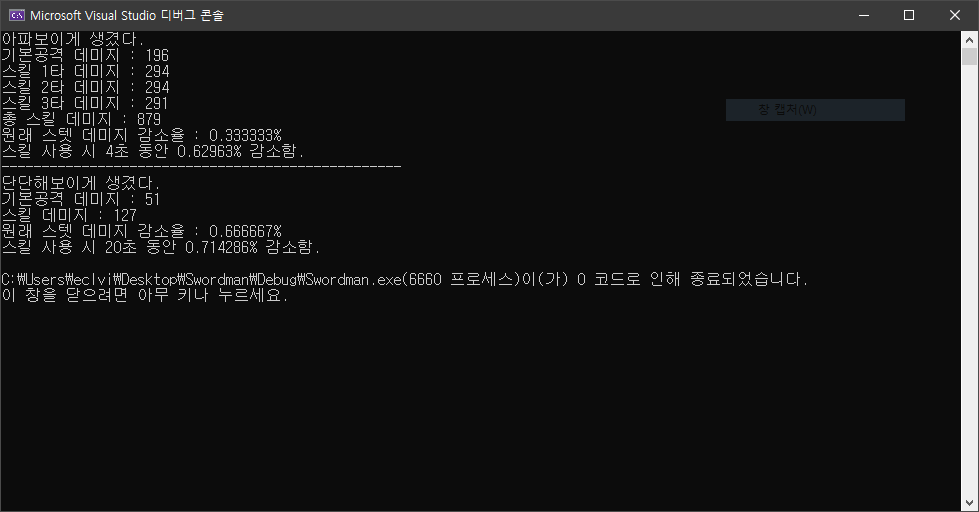 Microsoft Visual Studio 디버그 콘솔
아파보이게 생겼다.
기본공격 데미지 : 196
스킬 1타 데미지 : 294
스킬 2타 데미지 : 294
스킬 3타 데미지 : 291
총 스킬 데미지 : 879
원래 스텟 데미지 감소율 : 0.333333%
스킬 사용 시 4초 동안 0.62963% 감소함.
--------------------------------------------------
단단해보이게 생겼다.
기본공격 데미지 : 51
스킬 데미지 : 127
원래 스텟 데미지 감소율 : 0.666667%
스킬 사용 시 20초 동안 0.714286% 감소함.
C:₩Users₩eclvi₩Desktop₩Swordman₩Debug₩Swordman.exe(6660 프로세스)이(가) 0 코드로 인해 종료되었습니다.
이 창을 닫으려면 아무 키나 누르세요.
창 캡처(W)